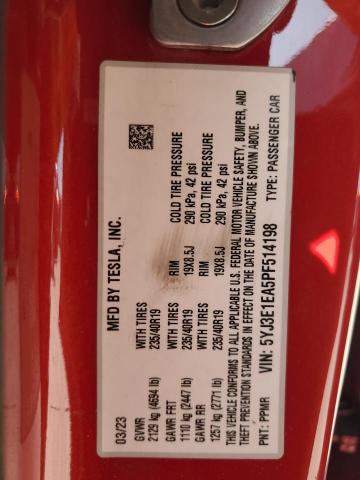 MFD BY TESLA, INC.
03/23
GVWR
2129 kg (4694 lb)
WITH TIRES
235/40R19
RIM
19X8.5J
COLD TIRE PRESSURE
290 kPa, 42 psi
GAWR FRT
1110 kg (2447 lb)
WITH TIRES
235/40R19
RIM
19X8.5J
COLD TIRE PRESSURE
290 kPa, 42 psi
GAWR RR
1257 kg (2771 lb)
THIS VEHICLE CONFORMS TO ALL APPLICABLE U.S. FEDERAL MOTOR VEHICLE SAFETY, BUMPER, AND
THEFT PREVENTION STANDARDS IN EFFECT ON THE DATE OF MANUFACTURE SHOWN ABOVE.
PNT: PPMR
VIN: 5YJ3E1EA5PF514198
TYPE: PASSENGER CAR